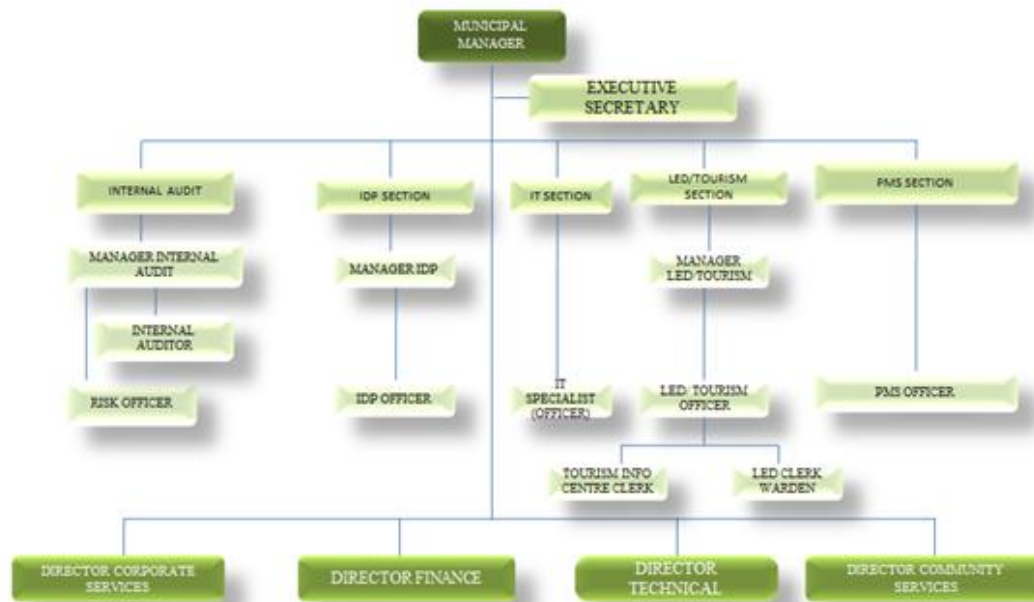 MUNICIPAL
MANAGER
EXECUTIVE
SECRETARY
INTERNAL AUDIT
IDP SECTION
IT SECTION
LED/TOURISM
SECTION
PMS SECTION
MANAGER INTERNAL
AUDIT
MANAGER IDP
MANAGER
LED/TOURISM
INTERNAL
AUDITOR
RISK OFFICER
IDP OFFICER
IT
SPECIALIST
(OFFICER)
LED/ TOURISM
OFFICER
PMS OFFICER
TOURISM INFO
CENTRE CLERK
LED CLERK
WARDEN
DIRECTOR CORPORATE
SERVICES
DIRECTOR FINANCE
DIRECTOR
TECHNICAL
DIRECTOR COMMUNITY
SERVICES